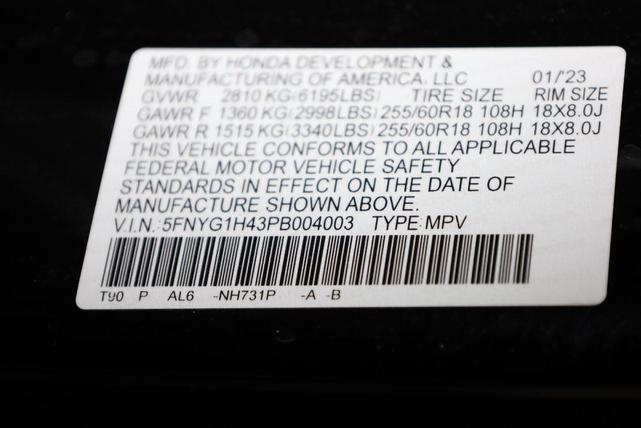 MFD. BY HONDA DEVELOPMENT &
MANUFACTURING OF AMERICA, LLC 01/'23
GVWR 2810 KG(6195LBS) TIRE SIZE RIM SIZE
GAWR F 1360 KG(2998LBS) 255/60R18 108H 18X8.0J
GAWR R 1515 KG(3340LBS) 255/60R18 108H 18X8.0J
THIS VEHICLE CONFORMS TO ALL APPLICABLE
FEDERAL MOTOR VEHICLE SAFETY
STANDARDS IN EFFECT ON THE DATE OF
MANUFACTURE SHOWN ABOVE.
V.I.N.:5FNYG1H43PB004003 TYPE:MPV
T90 P AL6 -NH731P -A -B